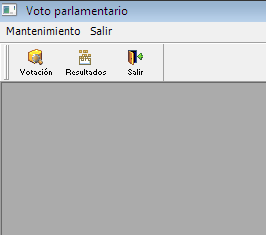 Voto parlamentario
Mantenimiento Salir
Votación Resultados Salir